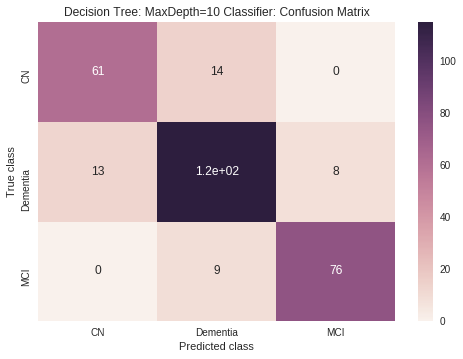 Decision Tree: MaxDepth=10 Classifier: Confusion Matrix
True class
CN
61
14
0
Dementia
13
1.2e+02
8
MCI
0
9
76
CN
Dementia
MCI
Predicted class
100
80
60
40
20
0